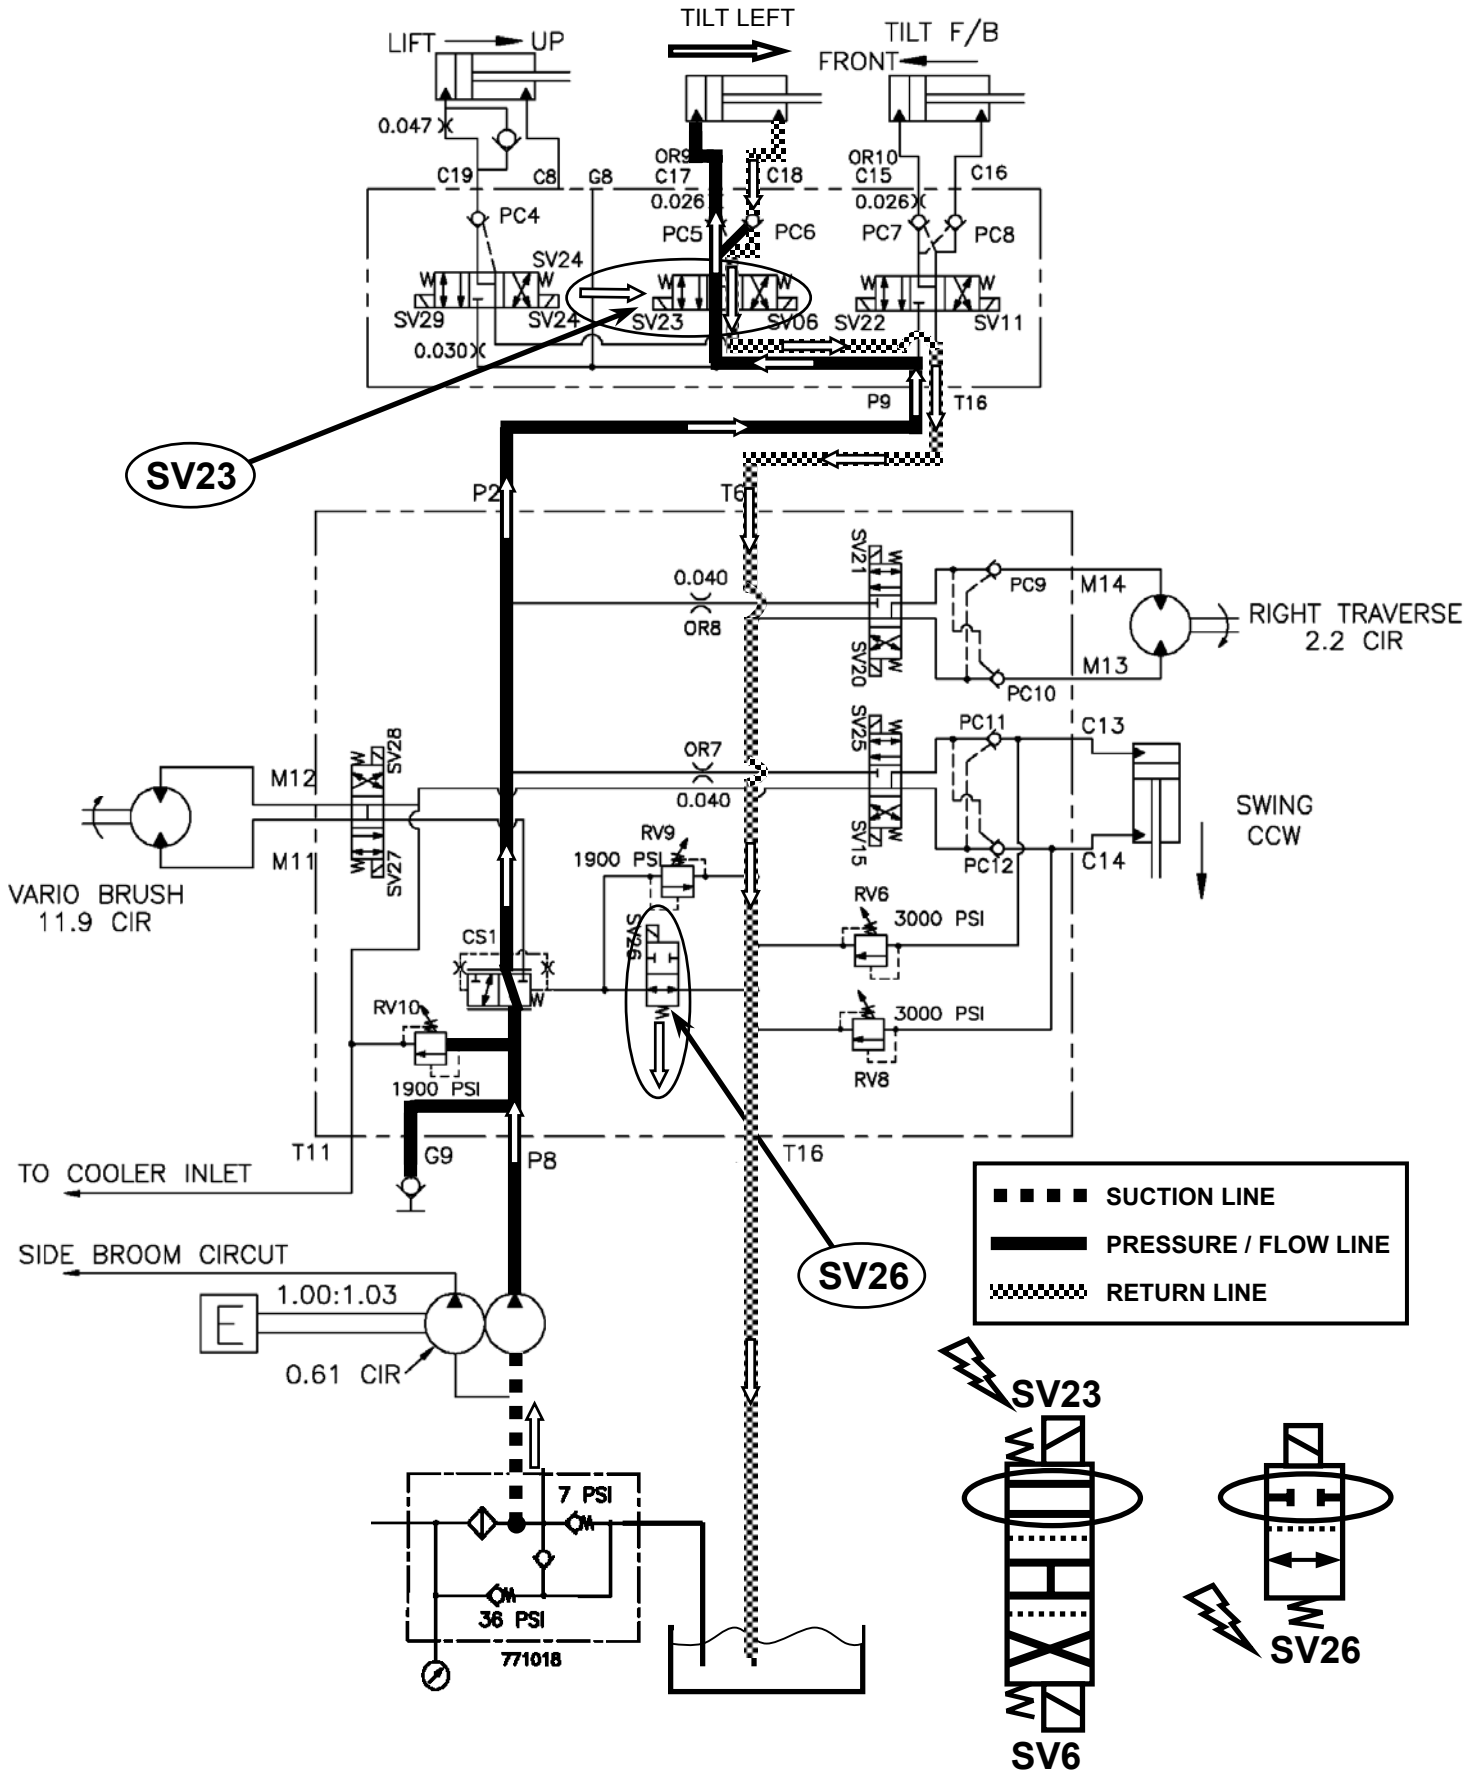 TILT LEFT
LIFT UP
TILT F/B
FRONT
0.047
OR9
OR10
C19
C8
G8
C17
C18
C15
C16
0.026
0.026
PC4
PC5
PC6
PC7
PC8
SV24
SV29
SV24
SV23
SV06
SV22
SV11
0.030
P9
T16
SV23
P2
T6
SV21
0.040
OR8
PC9
M14
RIGHT TRAVERSE
2.2 CIR
SV20
M13
PC10
SV25
PC11
C13
SV28
OR7
M12
0.040
SWING
CCW
RV9
SV15
M11
SV27
1900 PSI
PC12
C14
VARIO BRUSH
11.9 CIR
RV6
3000 PSI
SV26
CS1
RV10
3000 PSI
1900 PSI
RV8
T11
G9
P8
T16
TO COOLER INLET
SUCTION LINE
SIDE BROOM CIRCUT
PRESSURE / FLOW LINE
SV26
RETURN LINE
1.00:1.03
E
0.61 CIR
SV23
7 PSI
36 PSI
771018
SV26
SV6